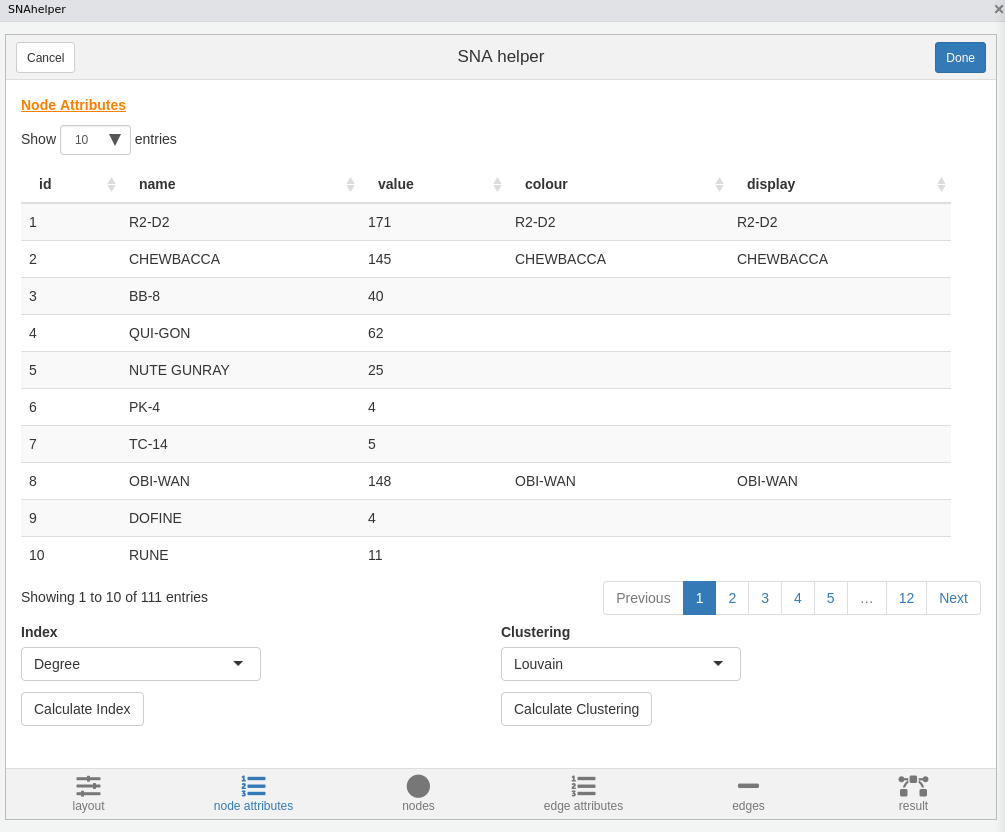 SNAhelper
Cancel SNA helper Done
Node Attributes
Show 10 entries
id name value colour display
1 R2-D2 171 R2-D2 R2-D2
2 CHEWBACCA 145 CHEWBACCA CHEWBACCA
3 BB-8 40
4 QUI-GON 62
5 NUTE GUNRAY 25
6 PK-4 4
7 TC-14 5
8 OBI-WAN 148 OBI-WAN OBI-WAN
9 DOFINE 4
10 RUNE 11
Showing 1 to 10 of 111 entries Previous 1 2 3 4 5 … 12 Next
Index Clustering
Degree Louvain
Calculate Index Calculate Clustering
layout node attributes nodes edge attributes edges result